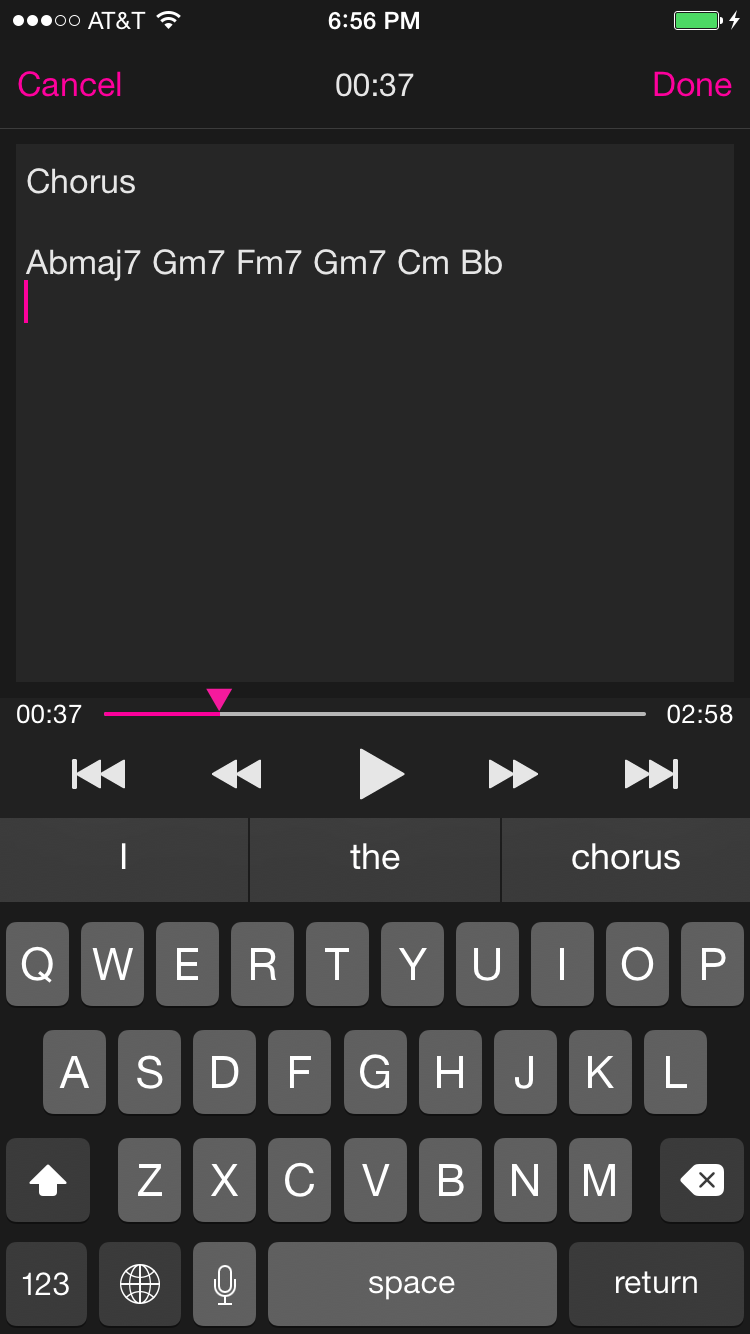 AT&T 6:56 PM
Cancel 00:37 Done
Chorus
Abmaj7 Gm7 Fm7 Gm7 Cm Bb
00:37 02:58
I the chorus
Q W E R T Y U I O P
A S D F G H J K L
Z X C V B N M
123 space return